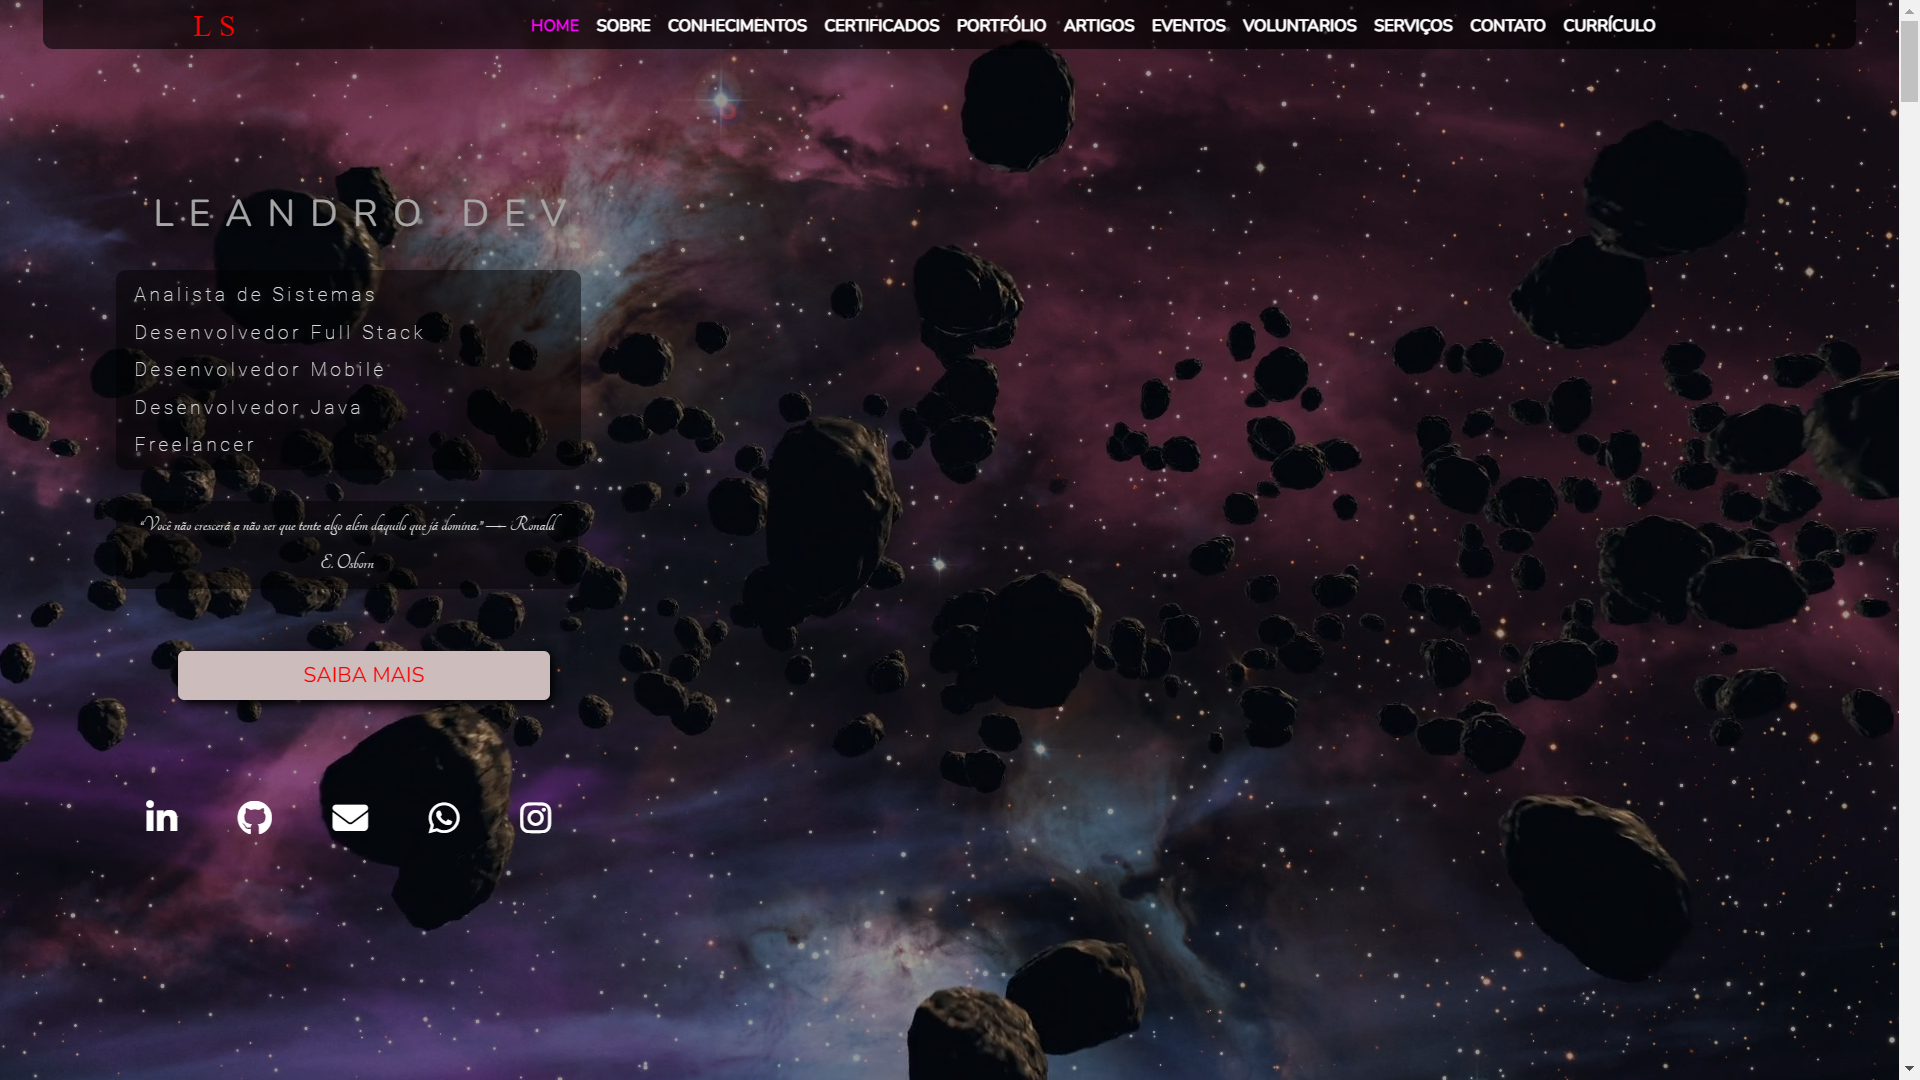 LS
HOME SOBRE CONHECIMENTOS CERTIFICADOS PORTFÓLIO ARTIGOS EVENTOS VOLUNTARIOS SERVIÇOS CONTATO CURRÍCULO
LEANDRO DEV
Analista de Sistemas
Desenvolvedor Full Stack
Desenvolvedor Mobile
Desenvolvedor Java
Freelancer
“Você não crescerá a não ser que tente algo além daquilo que já domina.” — Ronald
E. Osborn
SAIBA MAIS